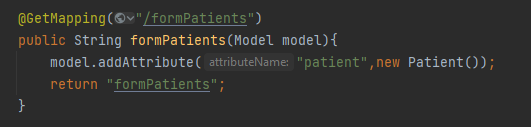 @GetMapping("/formPatients")
public String formPatients(Model model){
model.addAttribute( attributeName: "patient",new Patient());
return "formPatients";
}